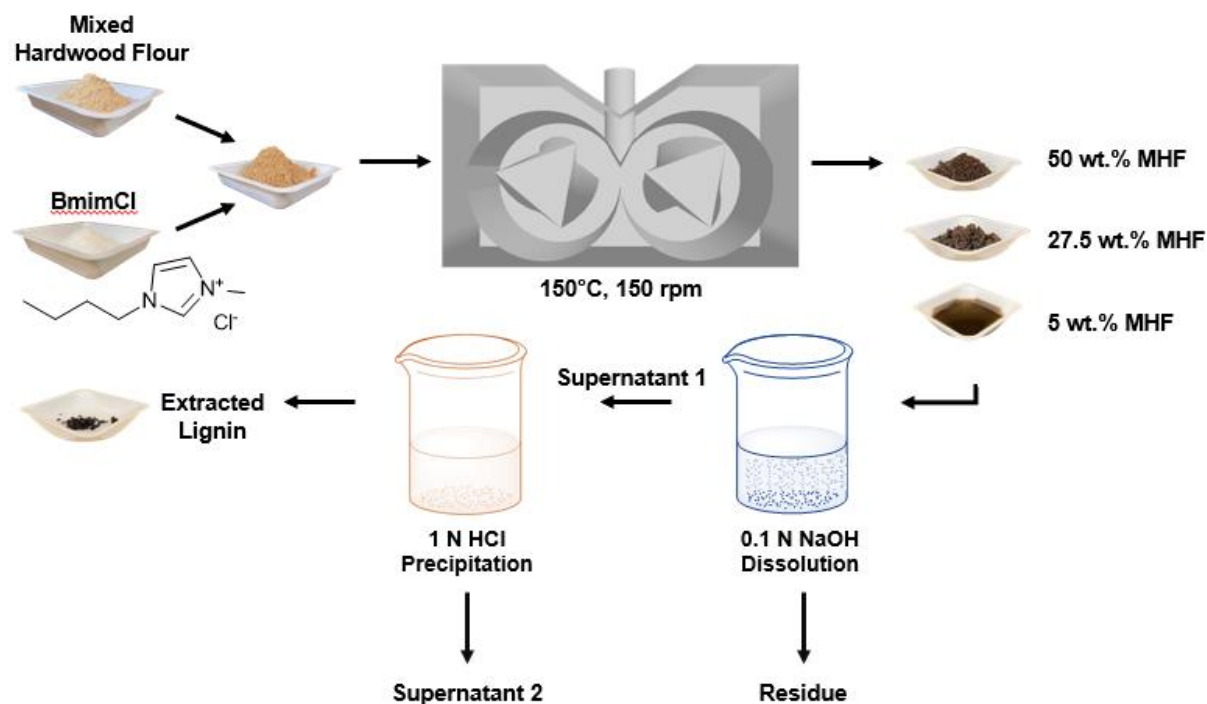 Mixed
Hardwood Flour
BmimCl
N
N+
Cl-
150°C, 150 rpm
50 wt.% MHF
27.5 wt.% MHF
5 wt.% MHF
Supernatant 1
Extracted
Lignin
1 N HCl
Precipitation
0.1 N NaOH
Dissolution
Supernatant 2
Residue